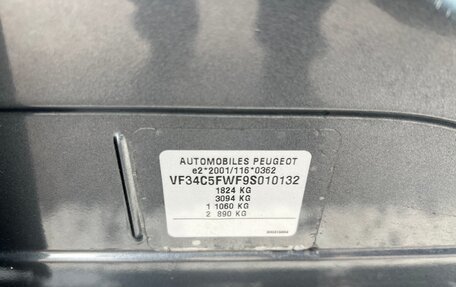 AUTOMOBILES PEUGEOT
e2*2001/116*0362
VF34C5FWF9S010132
1824 KG
3094 KG
1 1060 KG
2 890 KG